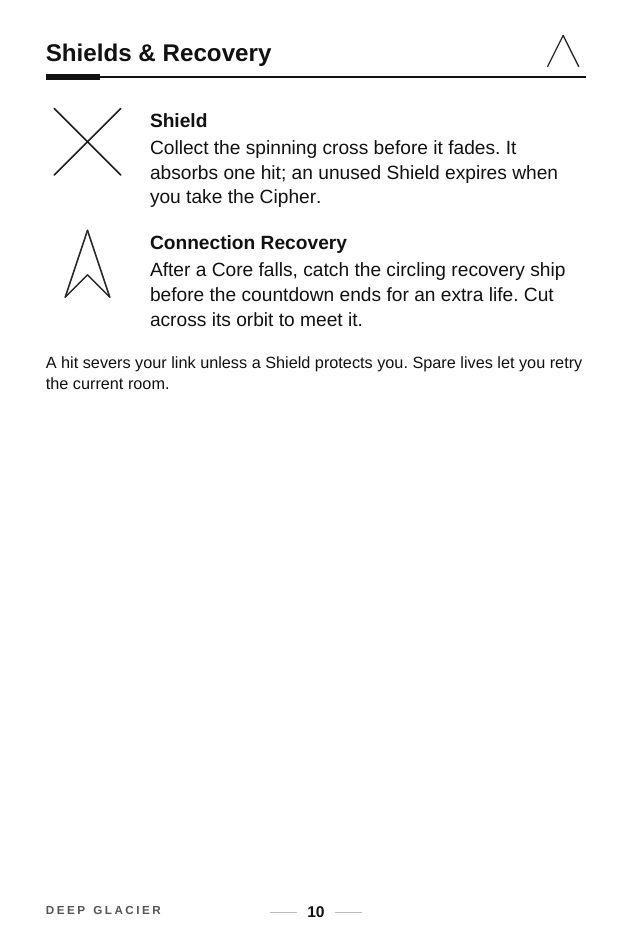 Shields & Recovery
Shield
Collect the spinning cross before it fades. It
absorbs one hit; an unused Shield expires when
you take the Cipher.
Connection Recovery
After a Core falls, catch the circling recovery ship
before the countdown ends for an extra life. Cut
across its orbit to meet it.
A hit severs your link unless a Shield protects you. Spare lives let you retry
the current room.
DEEP GLACIER
10